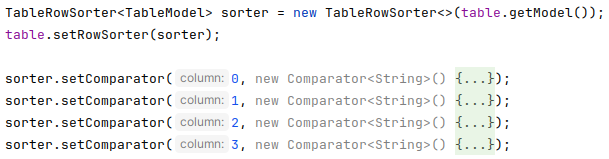 TableRowSorter<TableModel> sorter = new TableRowSorter<>(table.getModel());
table.setRowSorter(sorter);
sorter.setComparator( column: 0, new Comparator<String>() {...});
sorter.setComparator( column: 1, new Comparator<String>() {...});
sorter.setComparator( column: 2, new Comparator<String>() {...});
sorter.setComparator( column: 3, new Comparator<String>() {...});